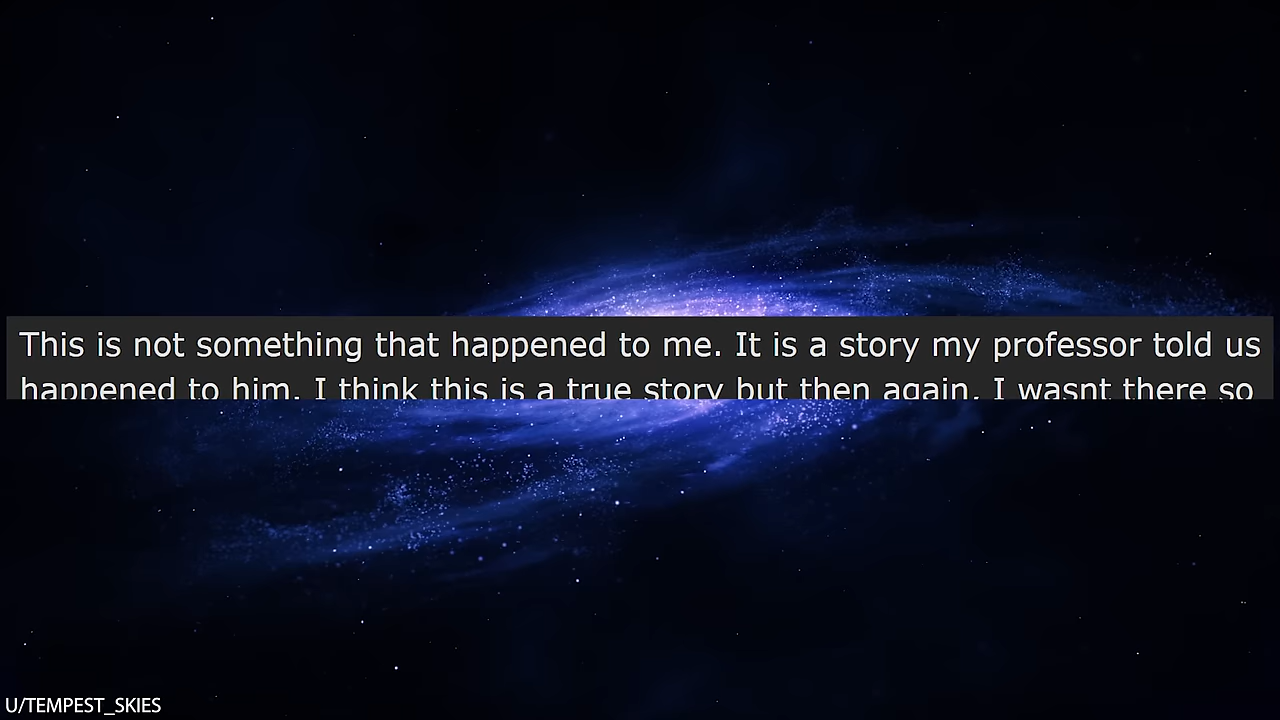 This is not something that happened to me. It is a story my professor told us
happened to him. I think this is a true story but then again, I wasnt there so
U/TEMPEST_SKIES